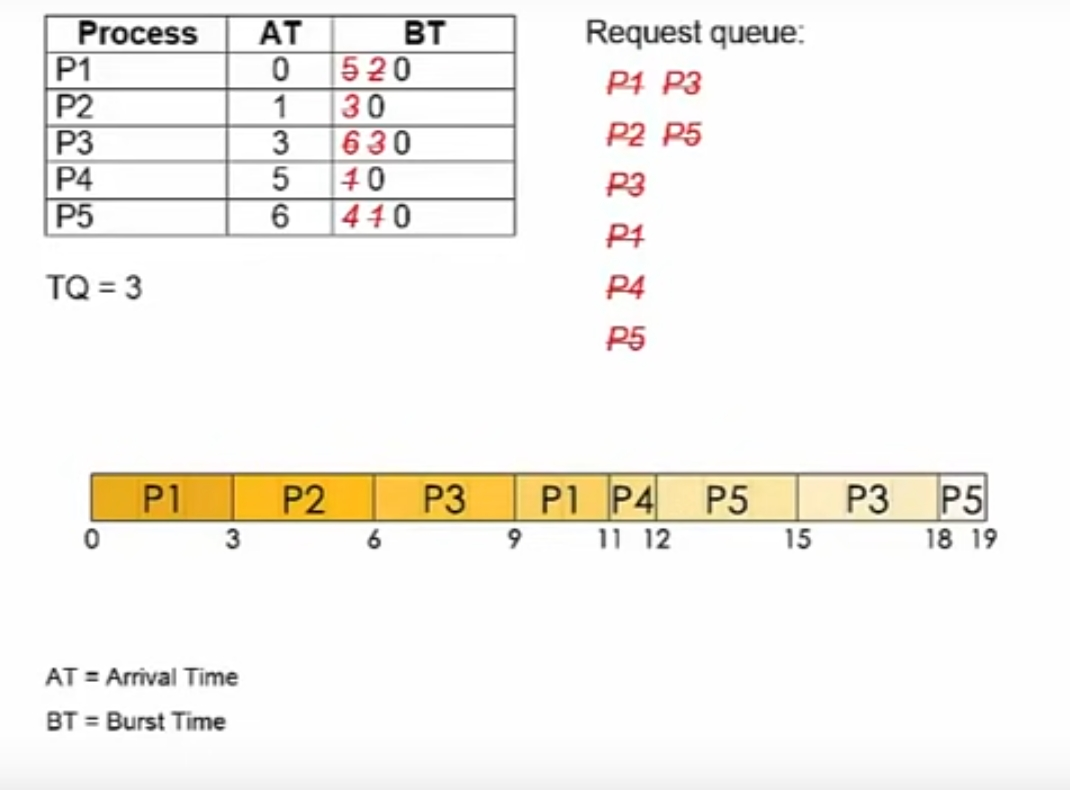 Process AT BT
P1 0 5 2 0
P2 1 3 0
P3 3 6 3 0
P4 5 1 0
P5 6 4 1 0
TQ = 3
Request queue:
P1 P3
P2 P5
P3
P1
P4
P5
P1 P2 P3 P1 P4 P5 P3 P5
0 3 6 9 11 12 15 18 19
AT = Arrival Time
BT = Burst Time